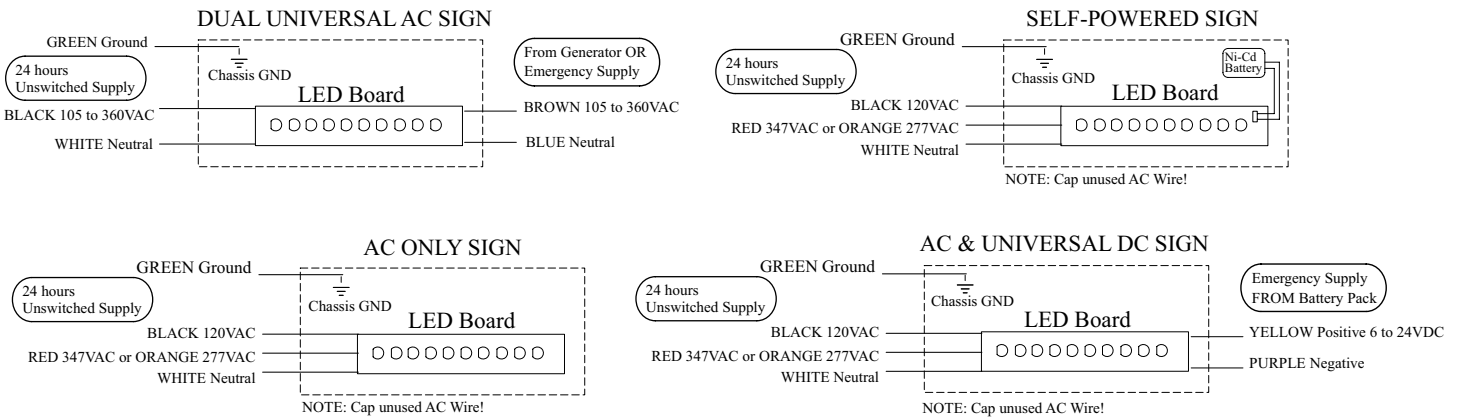 DUAL UNIVERSAL AC SIGN
GREEN Ground
24 hours
Unswitched Supply
Chassis GND
From Generator OR
Emergency Supply
LED Board
BLACK 105 to 360VAC
BROWN 105 to 360VAC
WHITE Neutral
BLUE Neutral
SELF-POWERED SIGN
GREEN Ground
24 hours
Unswitched Supply
Chassis GND
Ni-Cd
Battery
LED Board
BLACK 120VAC
RED 347VAC or ORANGE 277VAC
WHITE Neutral
NOTE: Cap unused AC Wire!
AC ONLY SIGN
GREEN Ground
24 hours
Unswitched Supply
Chassis GND
LED Board
BLACK 120VAC
RED 347VAC or ORANGE 277VAC
WHITE Neutral
NOTE: Cap unused AC Wire!
AC & UNIVERSAL DC SIGN
GREEN Ground
24 hours
Unswitched Supply
Chassis GND
Emergency Supply
FROM Battery Pack
LED Board
BLACK 120VAC
YELLOW Positive 6 to 24VDC
RED 347VAC or ORANGE 277VAC
PURPLE Negative
WHITE Neutral
NOTE: Cap unused AC Wire!